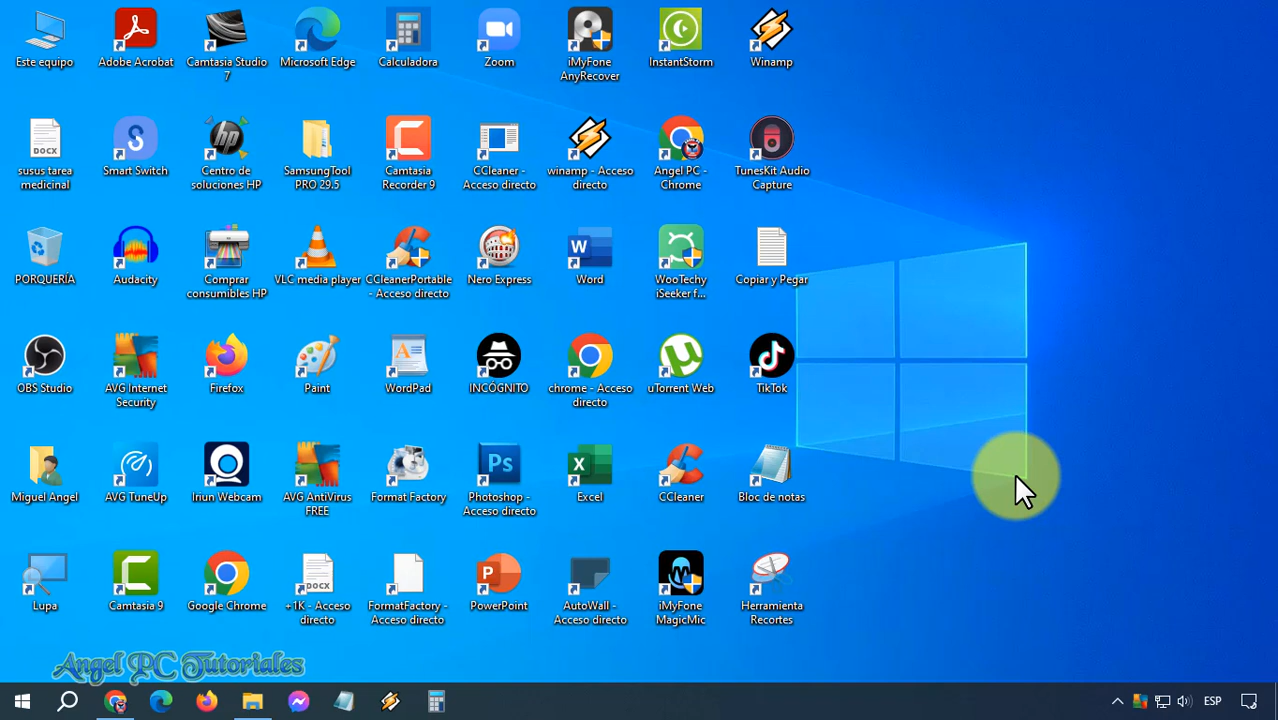 Este equipo
Adobe Acrobat
Camtasia Studio
7
Microsoft Edge
Calculadora
Zoom
iMyFone
AnyRecover
InstantStorm
Winamp
DOCX
susus tarea
medicinal
Smart Switch
hp
Centro de
soluciones HP
SamsungTool
PRO 29.5
Camtasia
Recorder 9
CCleaner
- Acceso directo
winamp - Acceso
directo
Angel PC -
Chrome
TunesKit Audio
Capture
PORQUERÍA
Audacity
Comprar
consumibles HP
VLC media player
CCleanerPortable
- Acceso directo
Nero Express
W
Word
WooTechy
iSeeker f...
Copiar y Pegar
OBS Studio
AVG Internet
Security
Firefox
Paint
WordPad
INCÓGNITO
chrome - Acceso
directo
uTorrent Web
TikTok
Miguel Angel
AVG TuneUp
Iriun Webcam
AVG AntiVirus
FREE
Format Factory
Ps
Photoshop -
Acceso directo
X
Excel
CCleaner
Bloc de notas
Lupa
Camtasia 9
Google Chrome
DOCX
+1K - Acceso
directo
FormatFactory -
Acceso directo
P
PowerPoint
AutoWall -
Acceso directo
iMyFone
MagicMic
Herramienta
Recortes
Angel PC Tutoriales
ESP